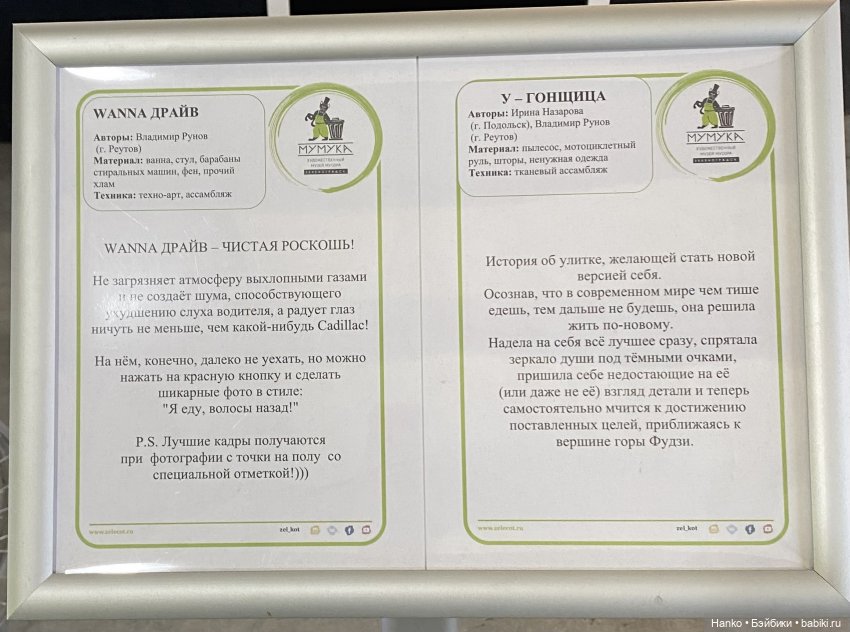 WANNA ДРАЙВ
Авторы: Владимир Рунов
(г. Реутов)
Материал: ванна, стул, барабаны
стиральных машин, фен, прочий
хлам
Техника: техно-арт, ассамбляж
МУМУКА
ХУДОЖЕСТВЕННЫЙ
МУЗЕЙ МУСОРА
WANNA ДРАЙВ – ЧИСТАЯ РОСКОШЬ!
Не загрязняет атмосферу выхлопными газами
и не создаёт шума, способствующего
ухудшению слуха водителя, а радует глаз
ничуть не меньше, чем какой-нибудь Cadillac!
На нём, конечно, далеко не уехать, но можно
нажать на красную кнопку и сделать
шикарные фото в стиле:
"Я еду, волосы назад!"
P.S. Лучшие кадры получаются
при фотографии с точки на полу со
специальной отметкой!)))
www.zelecot.ru
zel_kot
У – ГОНЩИЦА
Авторы: Ирина Назарова
(г. Подольск), Владимир Рунов
(г. Реутов)
Материал: пылесос, мотоциклетный
руль, шторы, ненужная одежда
Техника: тканевый ассамбляж
МУМУКА
ХУДОЖЕСТВЕННЫЙ
МУЗЕЙ МУСОРА
История об улитке, желающей стать новой
версией себя.
Осознав, что в современном мире чем тише
едешь, тем дальше не будешь, она решила
жить по-новому.
Надела на себя всё лучшее сразу, спрятала
зеркало души под тёмными очками,
пришила себе недостающие на её
(или даже не её) взгляд детали и теперь
самостоятельно мчится к достижению
поставленных целей, приближаясь к
вершине горы Фудзи.
www.zelecot.ru
zel_kot
Hanko • Бэйбики • babiki.ru